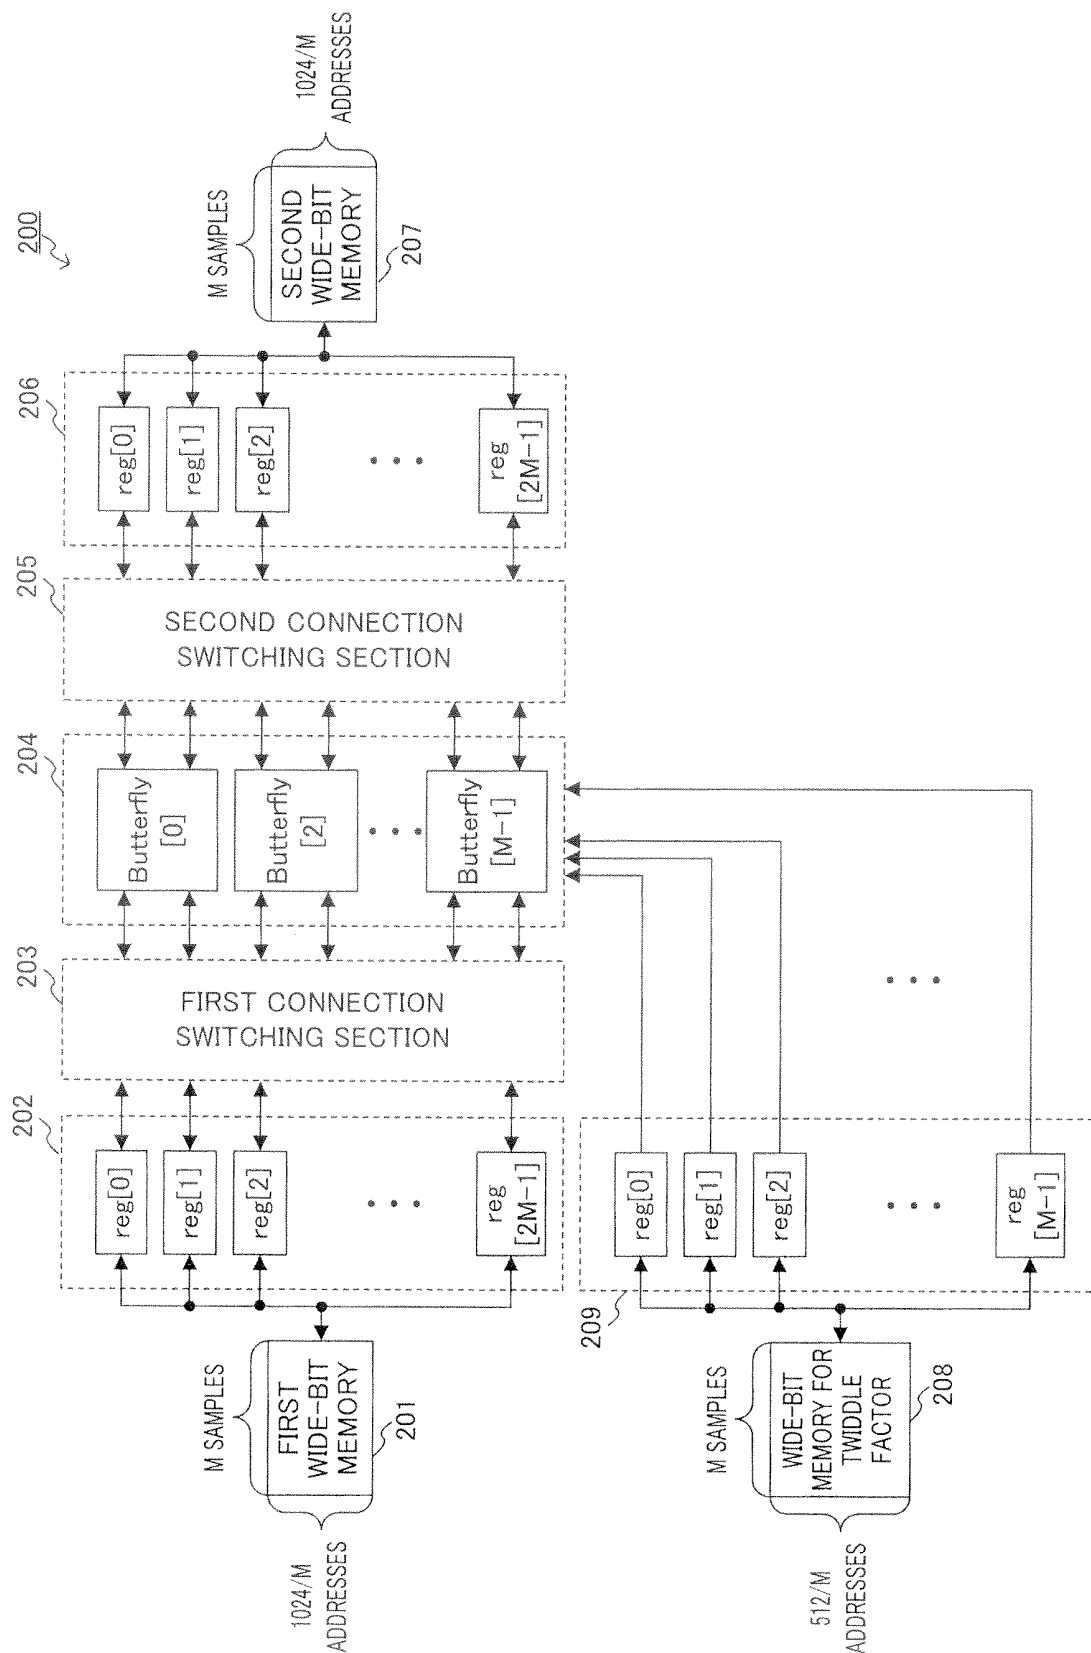 200
M SAMPLES
1024/M
ADDRESSES
FIRST
WIDE-BIT
MEMORY
201
202
reg[0]
reg[1]
reg[2]
reg
[2M-1]
203
FIRST CONNECTION
SWITCHING SECTION
204
Butterfly
[0]
Butterfly
[2]
Butterfly
[M-1]
205
SECOND CONNECTION
SWITCHING SECTION
206
reg[0]
reg[1]
reg[2]
reg
[2M-1]
M SAMPLES
1024/M
ADDRESSES
SECOND
WIDE-BIT
MEMORY
207
M SAMPLES
512/M
ADDRESSES
WIDE-BIT
MEMORY FOR
TWIDDLE
FACTOR
208
209
reg[0]
reg[1]
reg[2]
reg
[M-1]